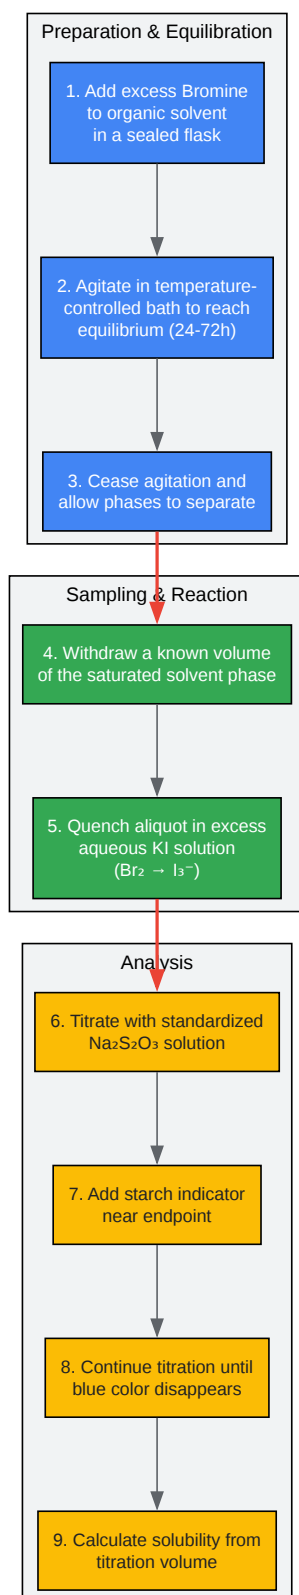 Preparation & Equilibration
1. Add excess Bromine
to organic solvent
in a sealed flask
2. Agitate in temperature-
controlled bath to reach
equilibrium (24-72h)
3. Cease agitation and
allow phases to separate
Sampling & Reaction
4. Withdraw a known volume
of the saturated solvent phase
5. Quench aliquot in excess
aqueous KI solution
(Br₂ → I₃⁻)
Analysis
6. Titrate with standardized
Na₂S₂O₃ solution
7. Add starch indicator
near endpoint
8. Continue titration until
blue color disappears
9. Calculate solubility from
titration volume